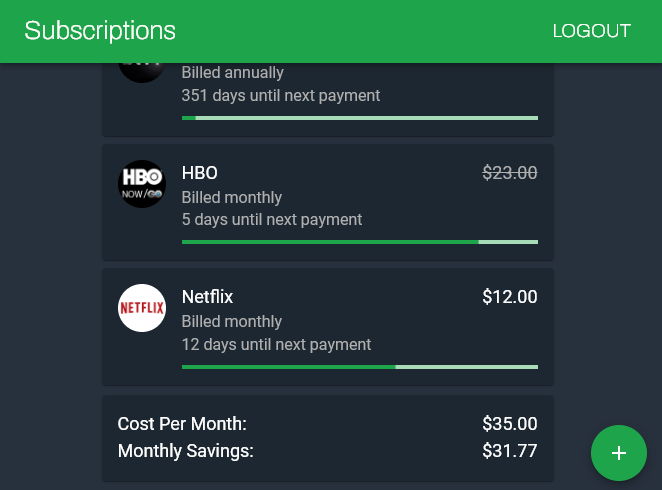 Subscriptions
LOGOUT
Billed annually
351 days until next payment
HBO
NOW/GO
HBO
$23.00
Billed monthly
5 days until next payment
NETFLIX
Netflix
$12.00
Billed monthly
12 days until next payment
Cost Per Month:
$35.00
Monthly Savings:
$31.77
+